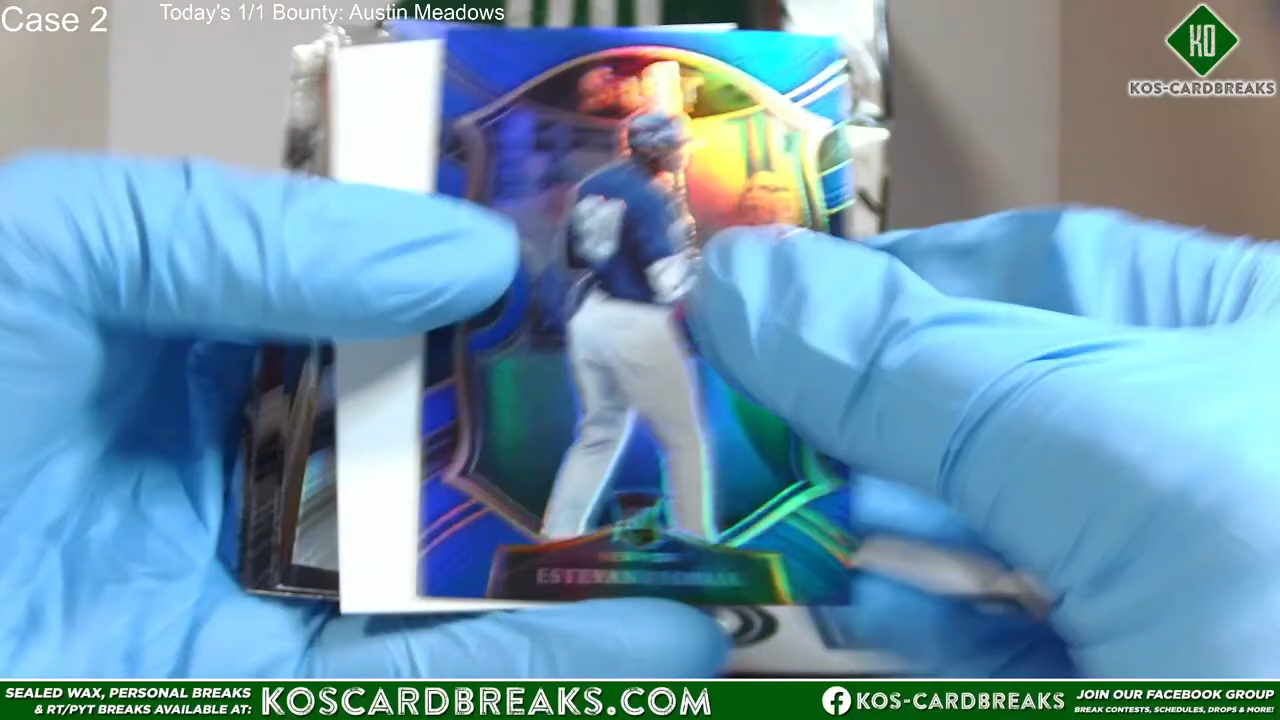 Case 2
Today's 1/1 Bounty: Austin Meadows
KO
KOS-CARDBREAKS
ESTEVAN
SEALED WAX, PERSONAL BREAKS
& RT/PYT BREAKS AVAILABLE AT:
KOSCARDBREAKS.COM
KOS-CARDBREAKS
JOIN OUR FACEBOOK GROUP
BREAK CONTESTS, SCHEDULES, DROPS & MORE!